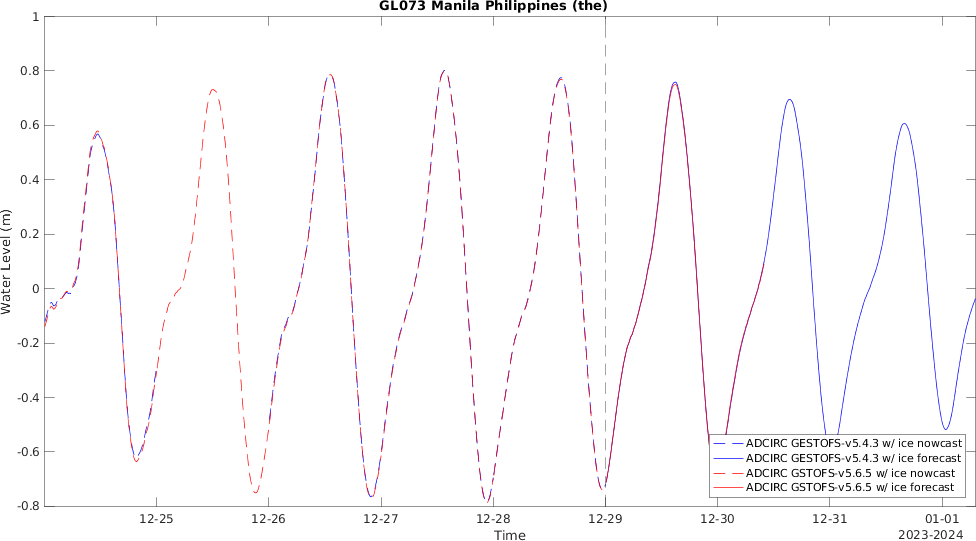 GL073 Manila Philippines (the)
1
0.8
0.6
0.4
0.2
0
-0.2
-0.4
-0.6
-0.8
Water Level (m)
ADCIRC GESTOFS-v5.4.3 w/ ice nowcast
ADCIRC GESTOFS-v5.4.3 w/ ice forecast
ADCIRC GSTOFS-v5.6.5 w/ ice nowcast
ADCIRC GSTOFS-v5.6.5 w/ ice forecast
12-25 12-26 12-27 12-28 12-29 12-30 12-31 01-01
Time
2023-2024